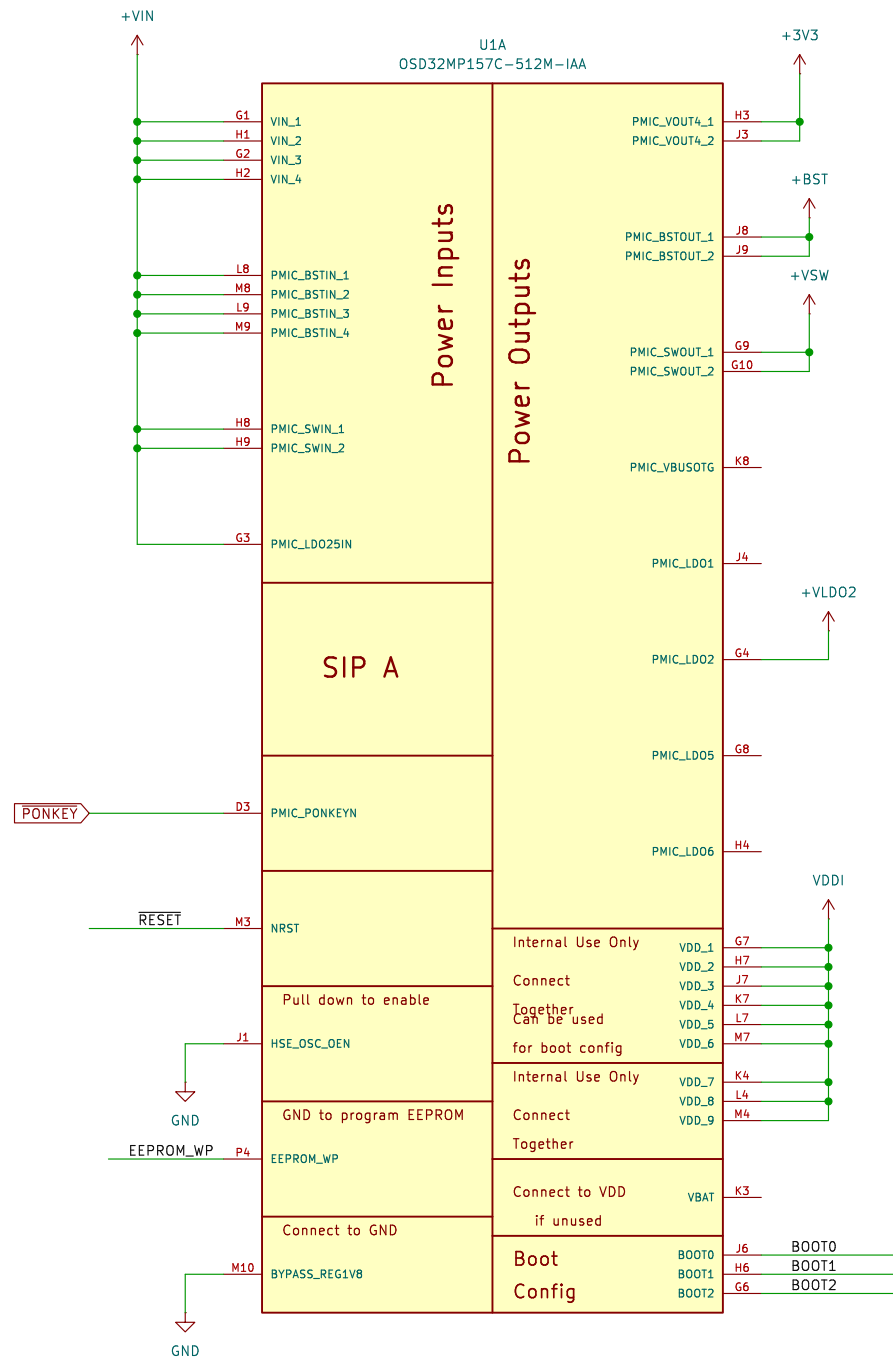 +VIN
U1A
OSD32MP157C-512M-IAA
+3V3
G1 VIN_1
H1 VIN_2
G2 VIN_3
H2 VIN_4
L8 PMIC_BSTIN_1
M8 PMIC_BSTIN_2
L9 PMIC_BSTIN_3
M9 PMIC_BSTIN_4
H8 PMIC_SWIN_1
H9 PMIC_SWIN_2
G3 PMIC_LDO25IN
Power Inputs
SIP A
PONKEY
D3 PMIC_PONKEYN
RESET
M3 NRST
Pull down to enable
J1 HSE_OSC_OEN
GND
GND to program EEPROM
EEPROM_WP
P4 EEPROM_WP
Connect to GND
M10 BYPASS_REG1V8
GND
Power Outputs
PMIC_VOUT4_1 H3
PMIC_VOUT4_2 J3
+BST
PMIC_BSTOUT_1 J8
PMIC_BSTOUT_2 J9
+VSW
PMIC_SWOUT_1 G9
PMIC_SWOUT_2 G10
PMIC_VBUSOTG K8
PMIC_LDO1 J4
+VLDO2
PMIC_LDO2 G4
PMIC_LDO5 G8
PMIC_LDO6 H4
VDDI
Internal Use Only
Connect
Together
Can be used
for boot config
VDD_1 G7
VDD_2 H7
VDD_3 J7
VDD_4 K7
VDD_5 L7
VDD_6 M7
Internal Use Only
Connect
Together
VDD_7 K4
VDD_8 L4
VDD_9 M4
Connect to VDD
if unused
VBAT K3
Boot
Config
BOOT0 J6 BOOT0
BOOT1 H6 BOOT1
BOOT2 G6 BOOT2